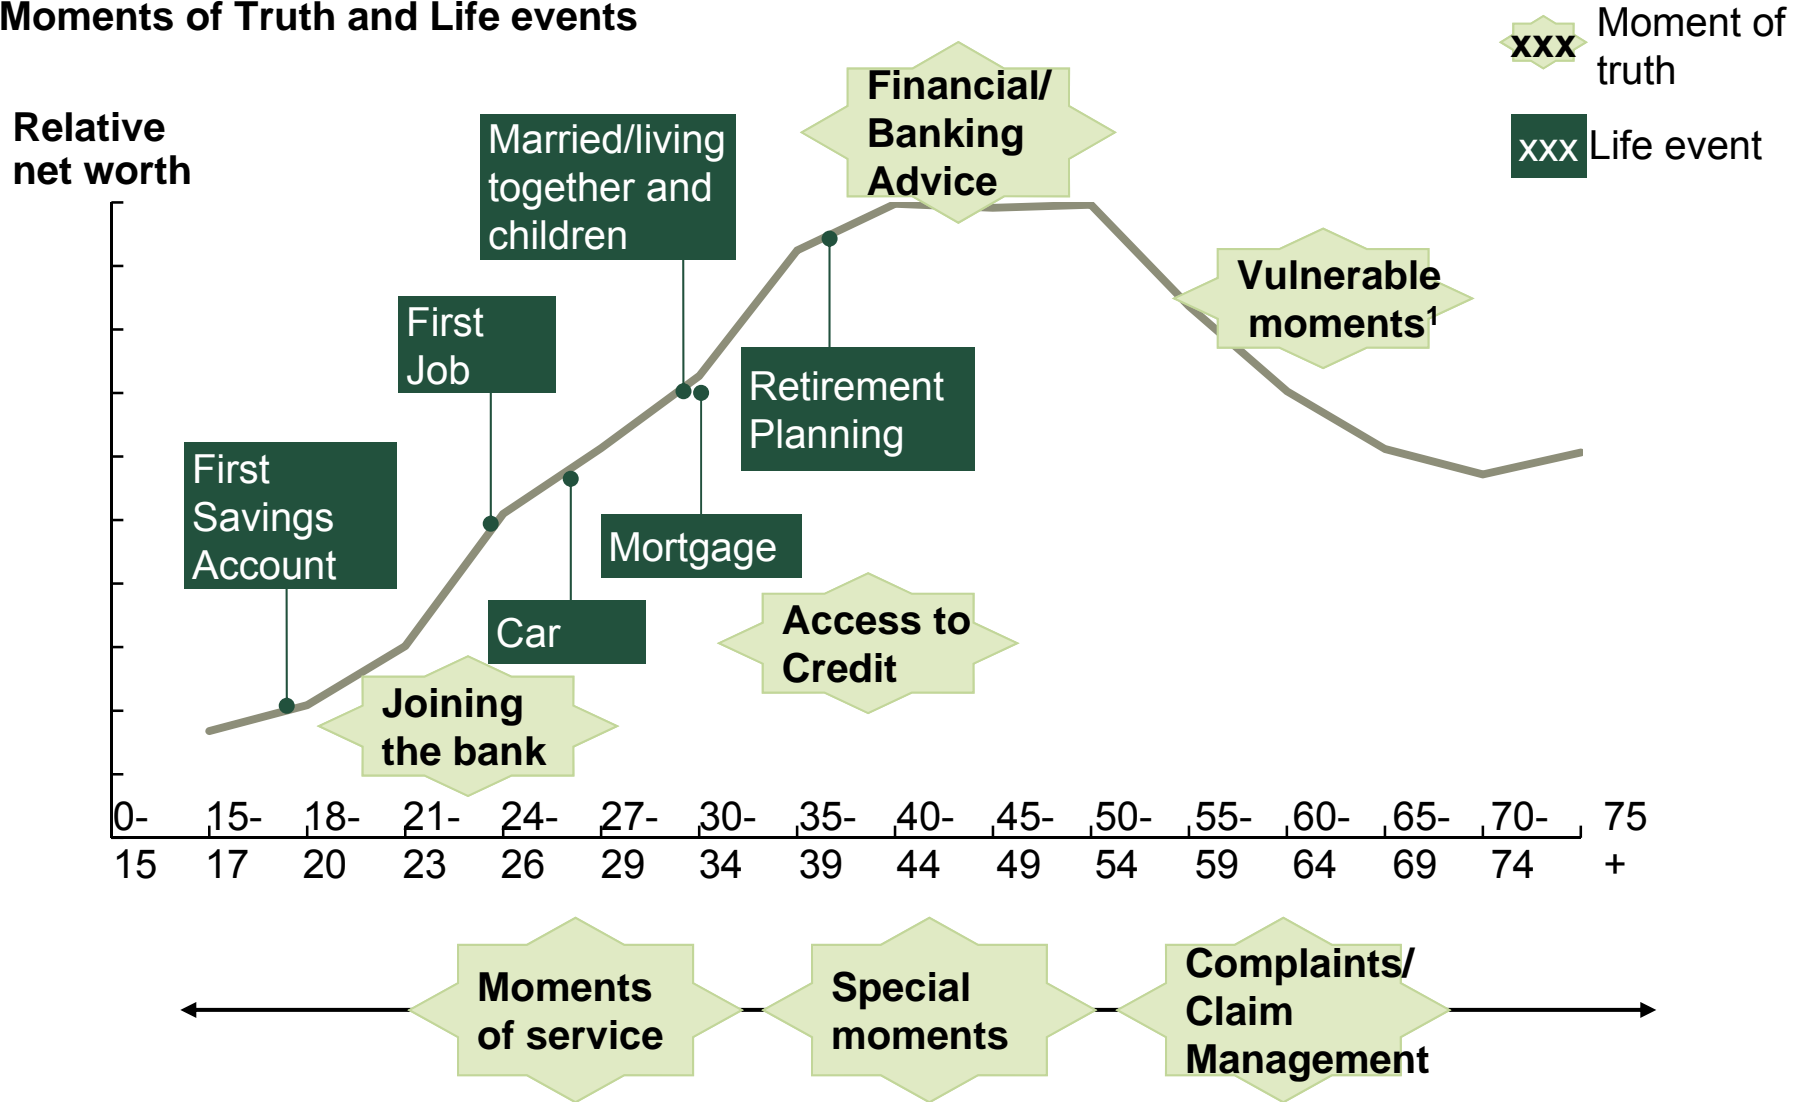 Moments of Truth and Life events
xxx
Moment of
truth
xxx
Life event
Relative
net worth
Financial/
Banking
Advice
Married/living
together and
children
Vulnerable
moments¹
First
Job
Retirement
Planning
First
Savings
Account
Mortgage
Car
Access to
Credit
Joining
the bank
0- 15- 18- 21- 24- 27- 30- 35- 40- 45- 50- 55- 60- 65- 70- 75
15 17 20 23 26 29 34 39 44 49 54 59 64 69 74 +
Moments
of service
Special
moments
Complaints/
Claim
Management